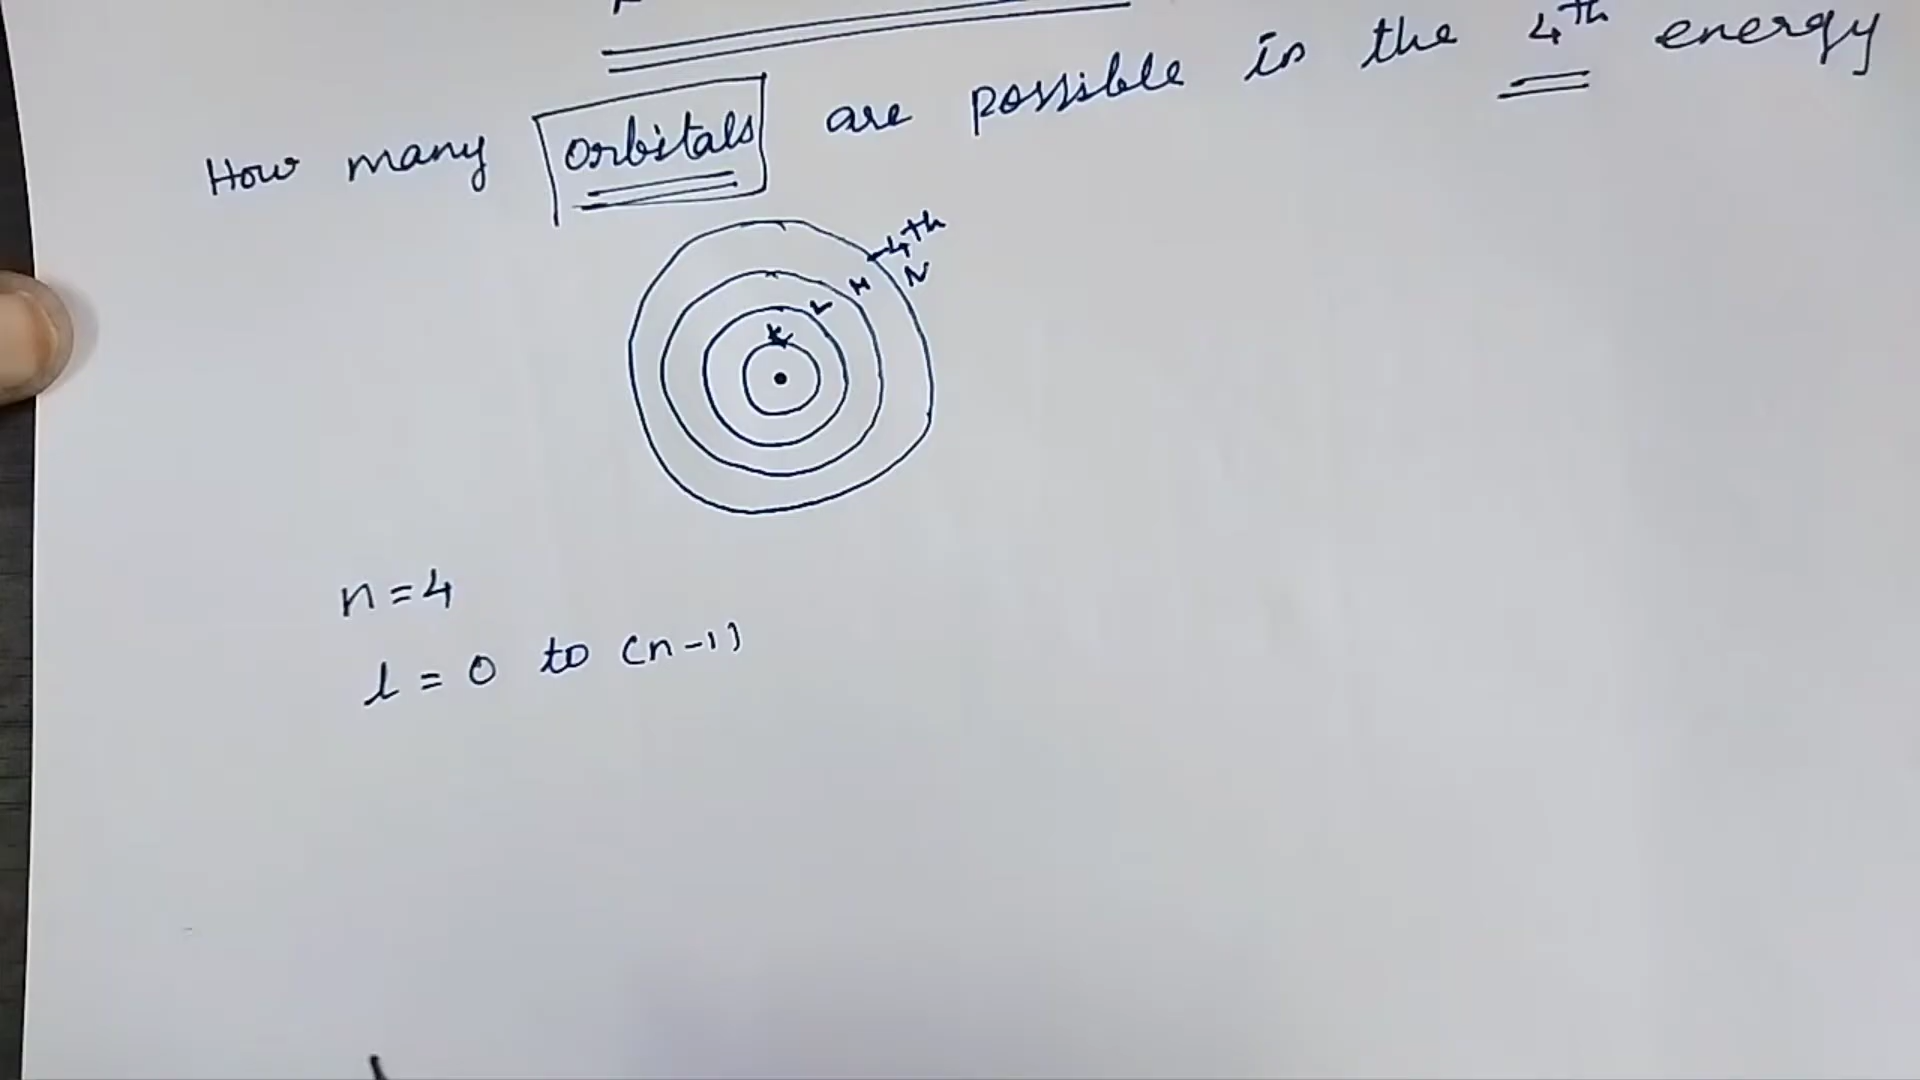 How many orbitals are possible in the 4th energy
4th
K L M N
n = 4
l = 0 to (n-1)